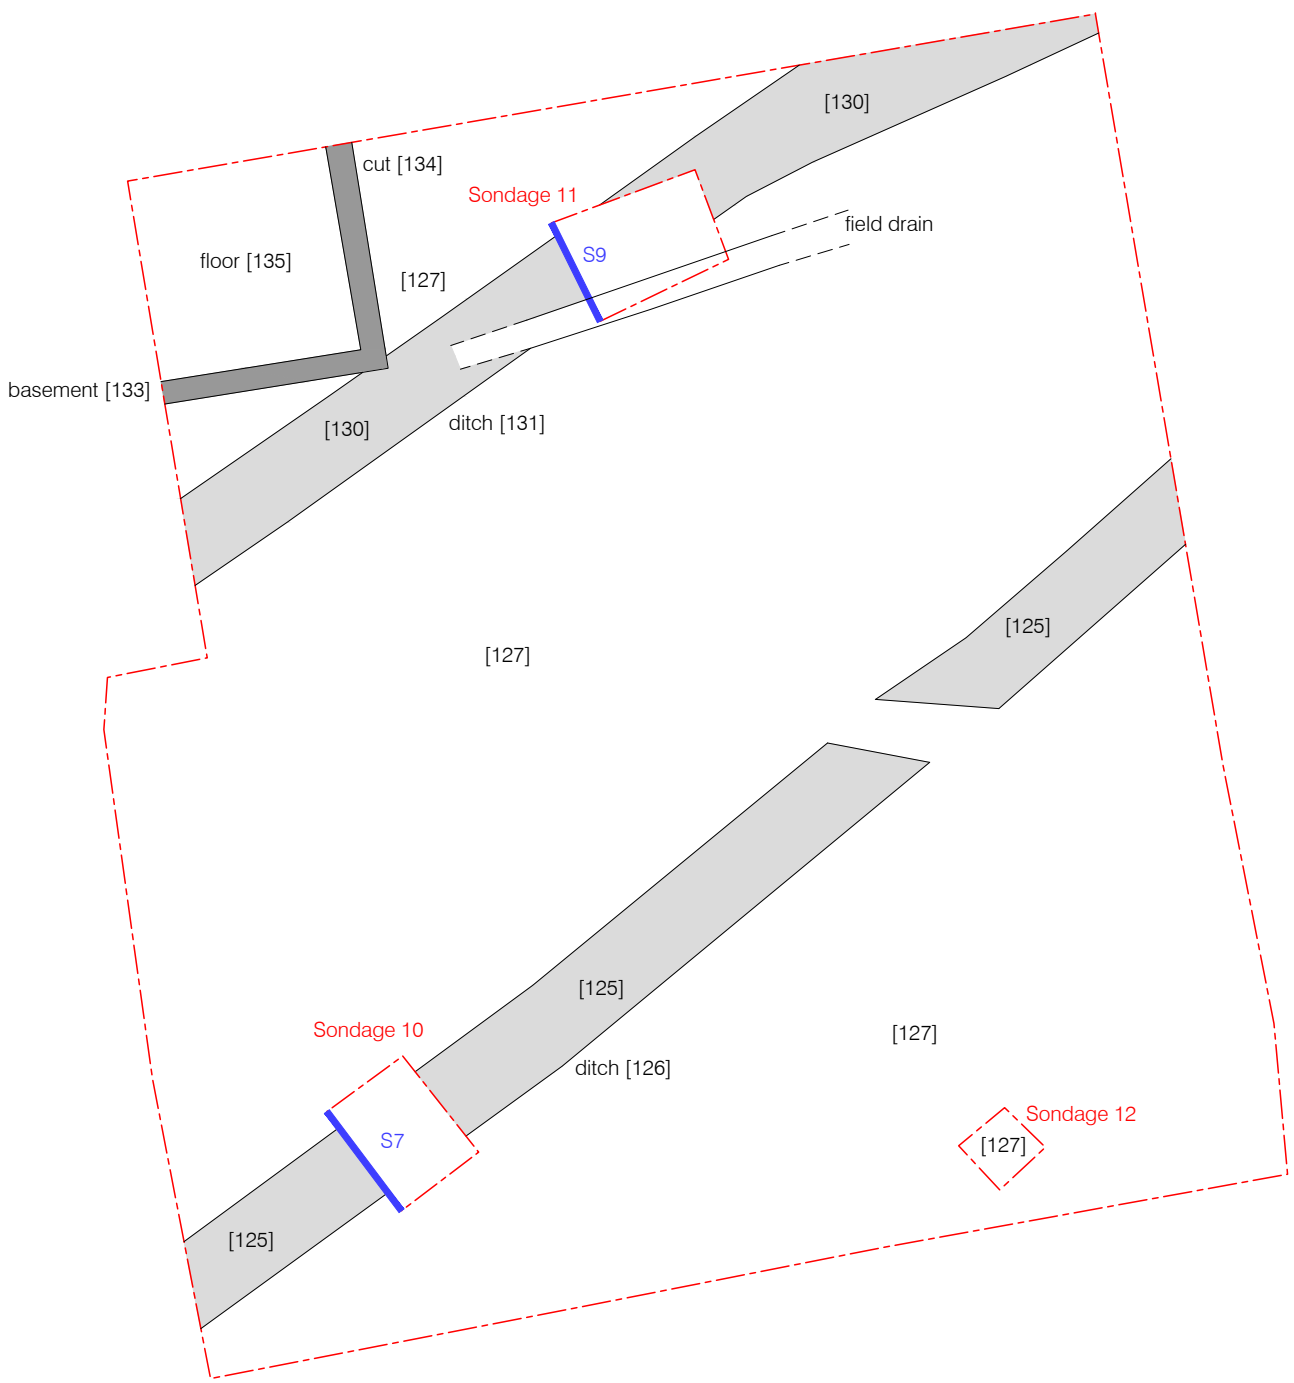 [130]
cut [134]
Sondage 11
field drain
S9
floor [135]
[127]
basement [133]
[130]
ditch [131]
[125]
[127]
[125]
Sondage 10
[127]
ditch [126]
Sondage 12
S7
[127]
[125]